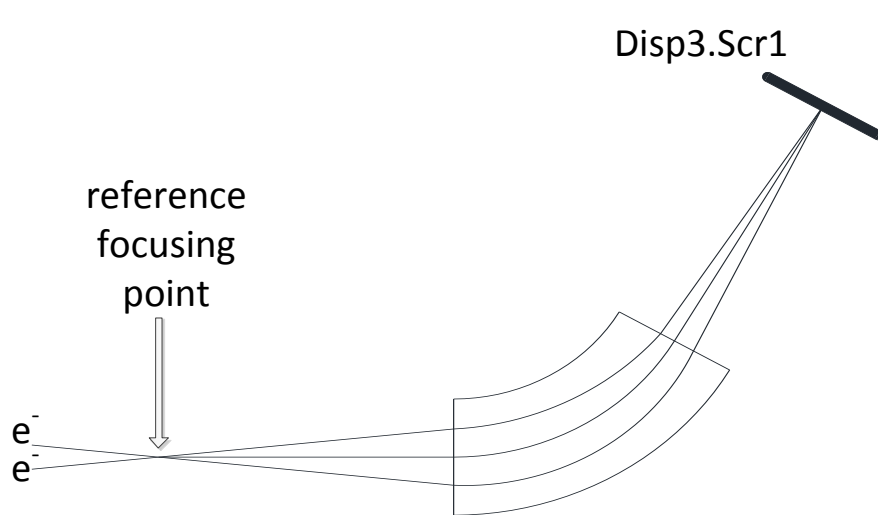 Disp3.Scr1
reference
focusing
point
e-
e-